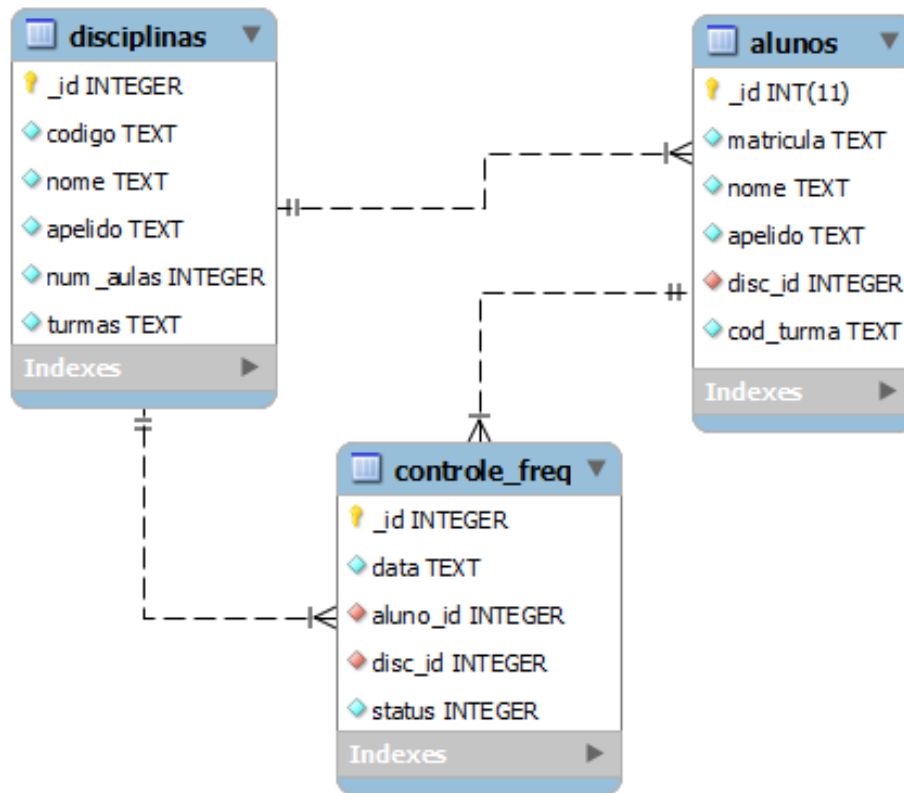 disciplinas
_id INTEGER
codigo TEXT
nome TEXT
apelido TEXT
num_aulas INTEGER
turmas TEXT
Indexes
alunos
_id INT(11)
matricula TEXT
nome TEXT
apelido TEXT
disc_id INTEGER
cod_turma TEXT
Indexes
controle_freq
_id INTEGER
data TEXT
aluno_id INTEGER
disc_id INTEGER
status INTEGER
Indexes